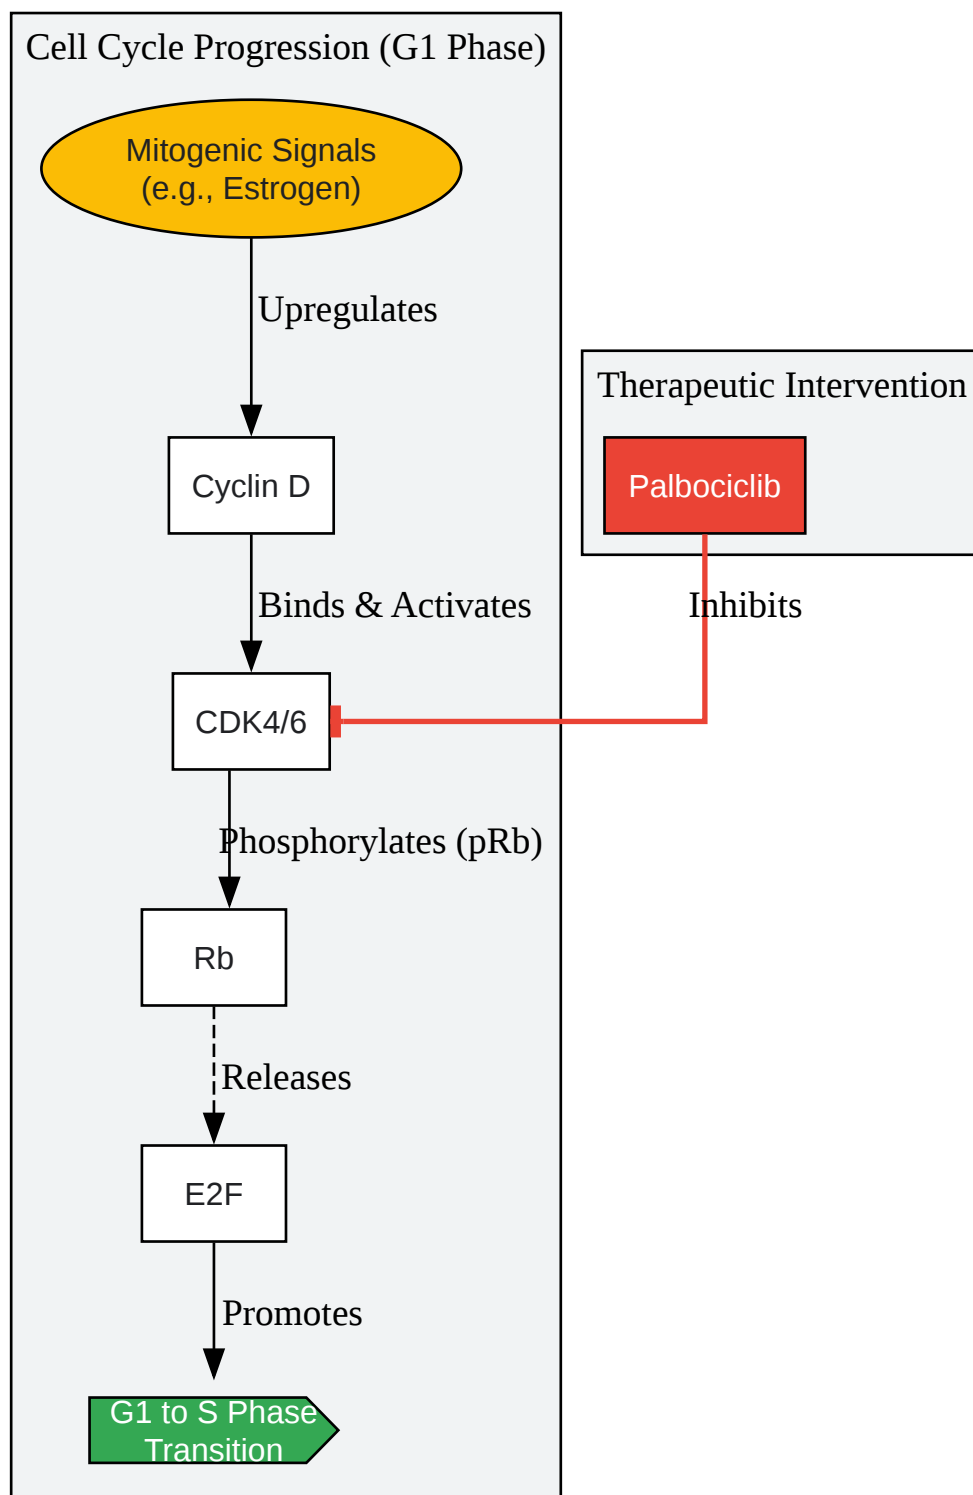 Cell Cycle Progression (G1 Phase)
Mitogenic Signals
(e.g., Estrogen)
Upregulates
Therapeutic Intervention
Cyclin D
Palbociclib
Binds & Activates
Inhibits
CDK4/6
Phosphorylates (pRb)
Rb
Releases
E2F
Promotes
G1 to S Phase
Transition